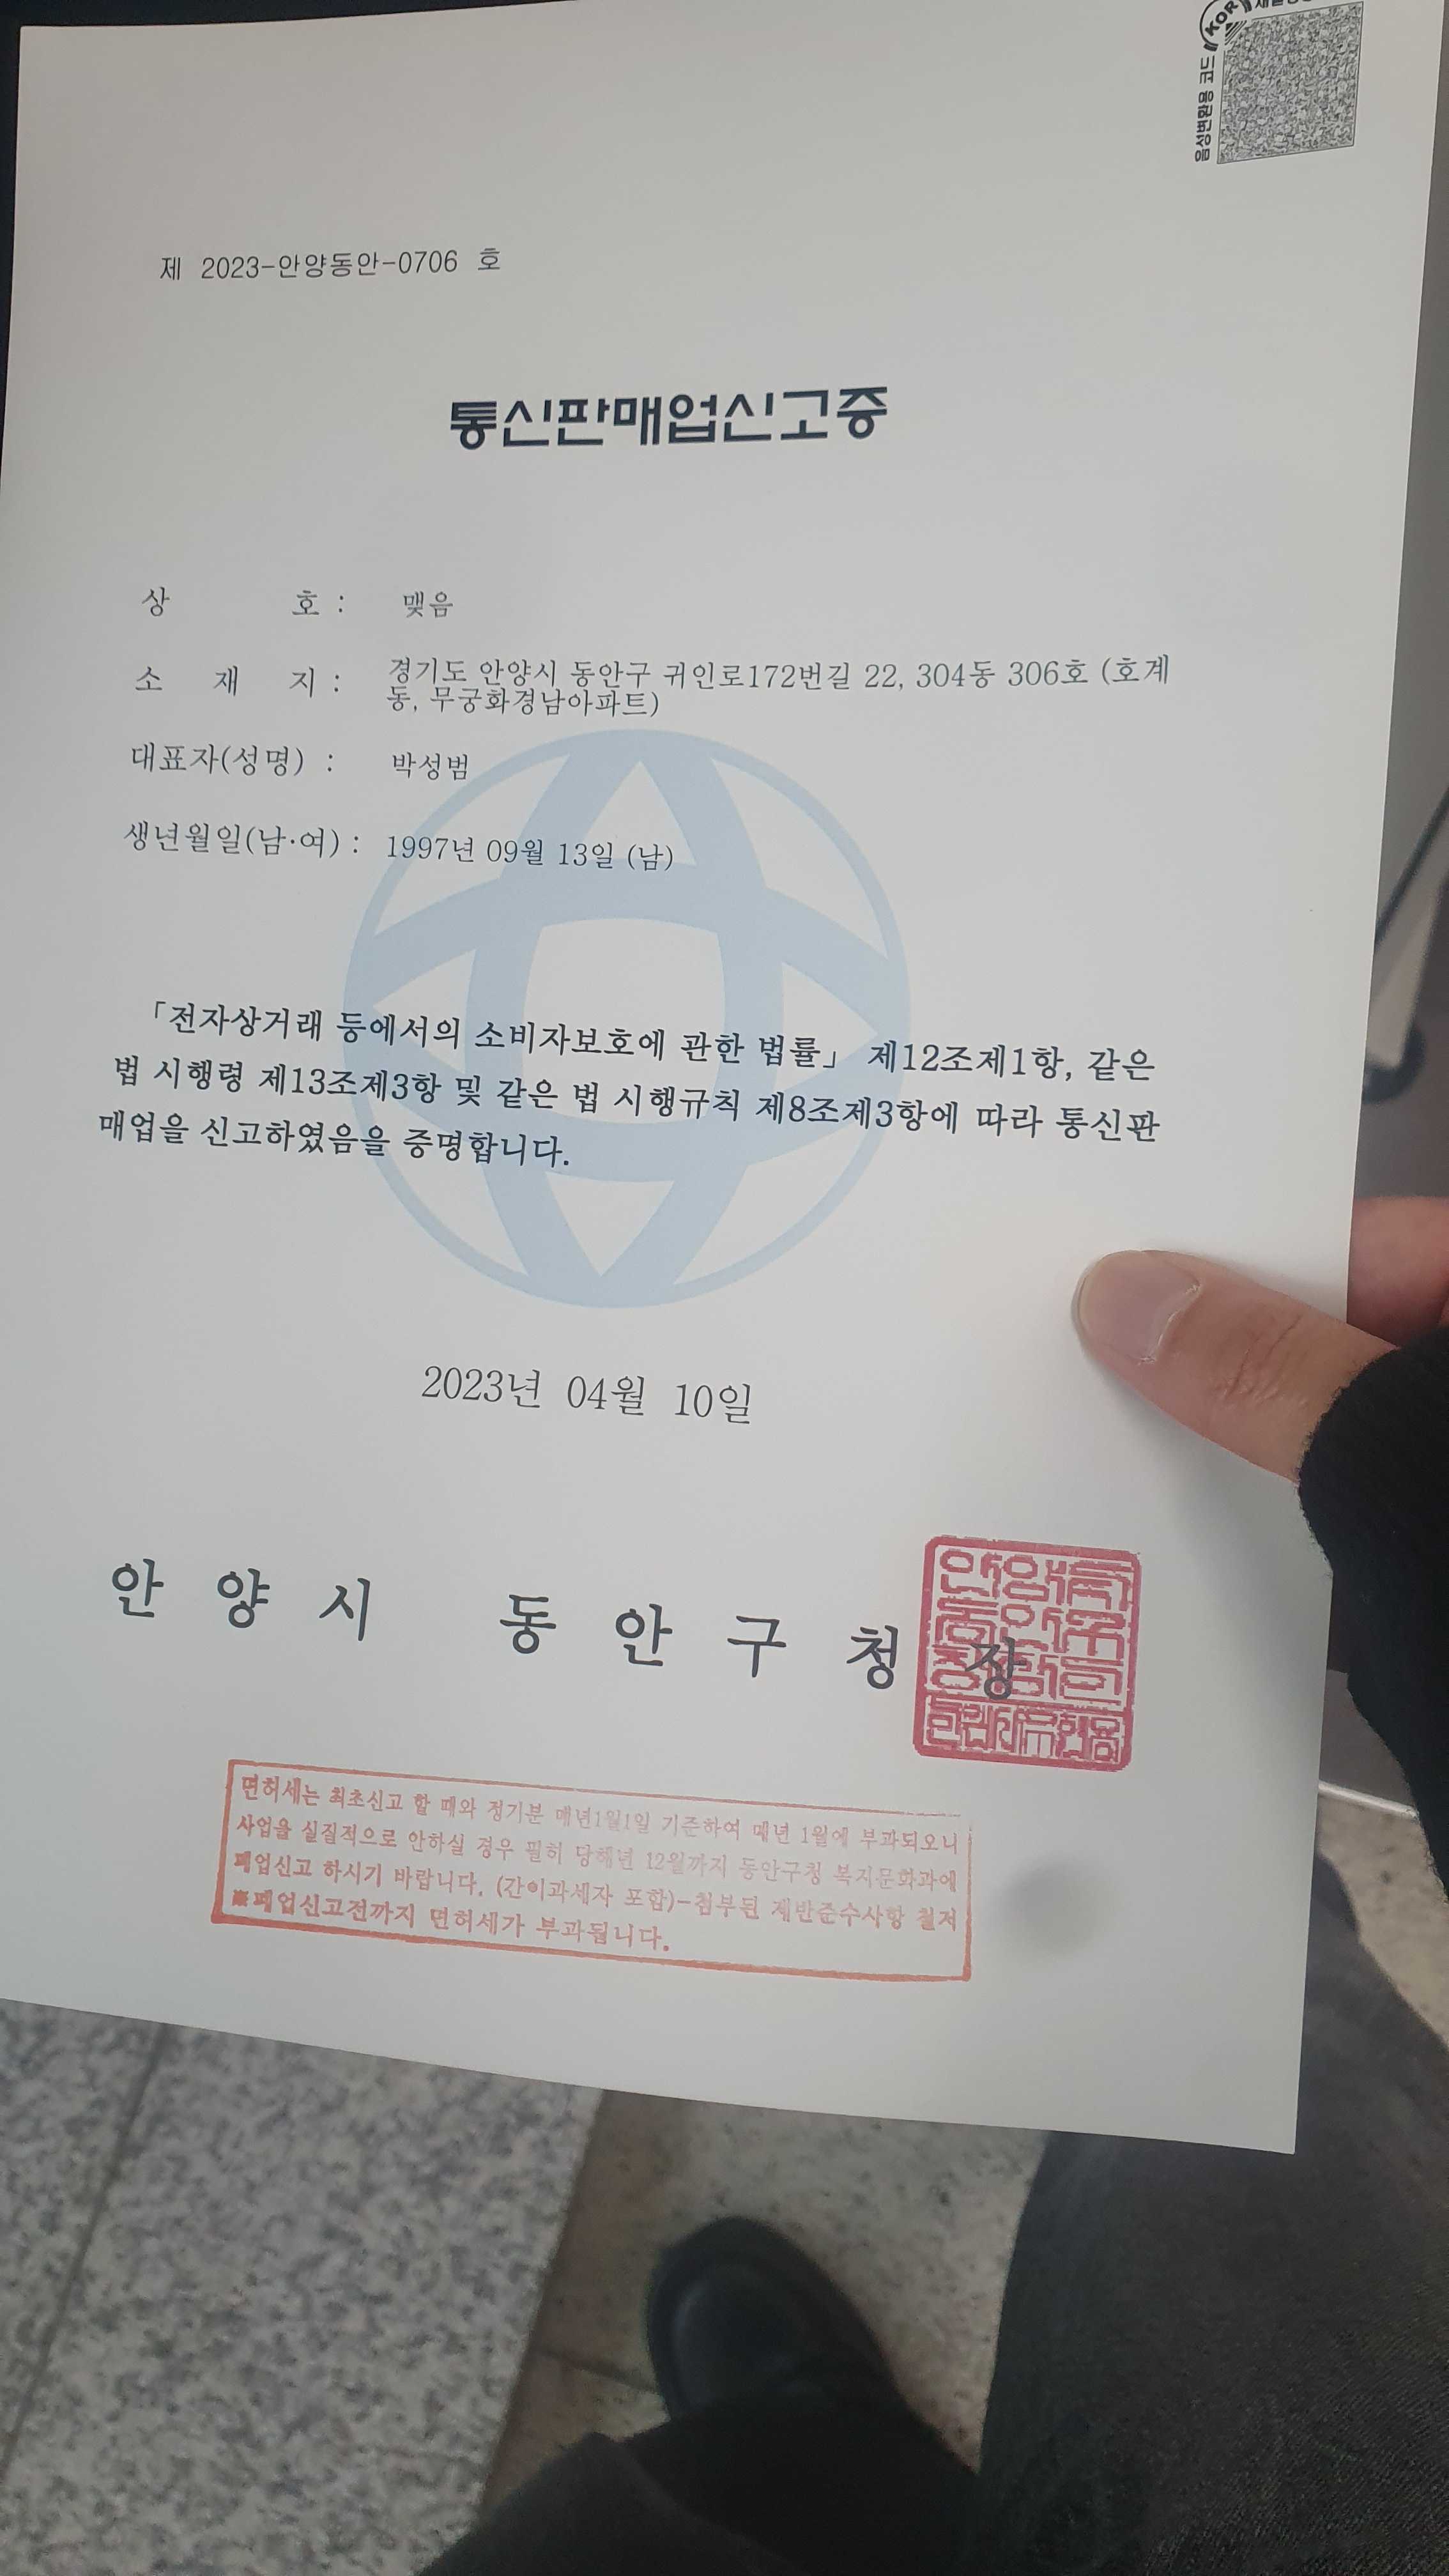 음성변환용 코드
KOR
제 2023-안양동안-0706 호
통신판매업신고증
상 호 : 맺음
소 재 지 : 경기도 안양시 동안구 귀인로172번길 22, 304동 306호 (호계
동, 무궁화경남아파트)
대표자(성명) : 박성범
생년월일(남·여) : 1997년 09월 13일 (남)
「전자상거래 등에서의 소비자보호에 관한 법률」 제12조제1항, 같은
법 시행령 제13조제3항 및 같은 법 시행규칙 제8조제3항에 따라 통신판
매업을 신고하였음을 증명합니다.
2023년 04월 10일
안 양 시 동 안 구 청 장
면허세는 최초신고 할 때와 정기분 매년1월1일 기준하여 매년 1월에 부과되오니
사업을 실질적으로 안하실 경우 필히 당해년 12월까지 동안구청 복지문화과에
폐업신고 하시기 바랍니다. (간이과세자 포함)-첨부된 제반준수사항 철저
※폐업신고전까지 면허세가 부과됩니다.